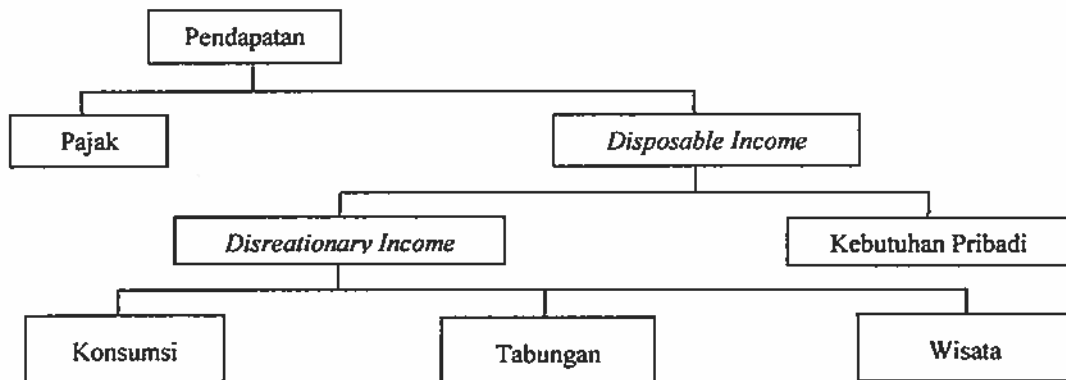 Pendapatan
Pajak
Disposable Income
Disreationary Income
Kebutuhan Pribadi
Konsumsi
Tabungan
Wisata